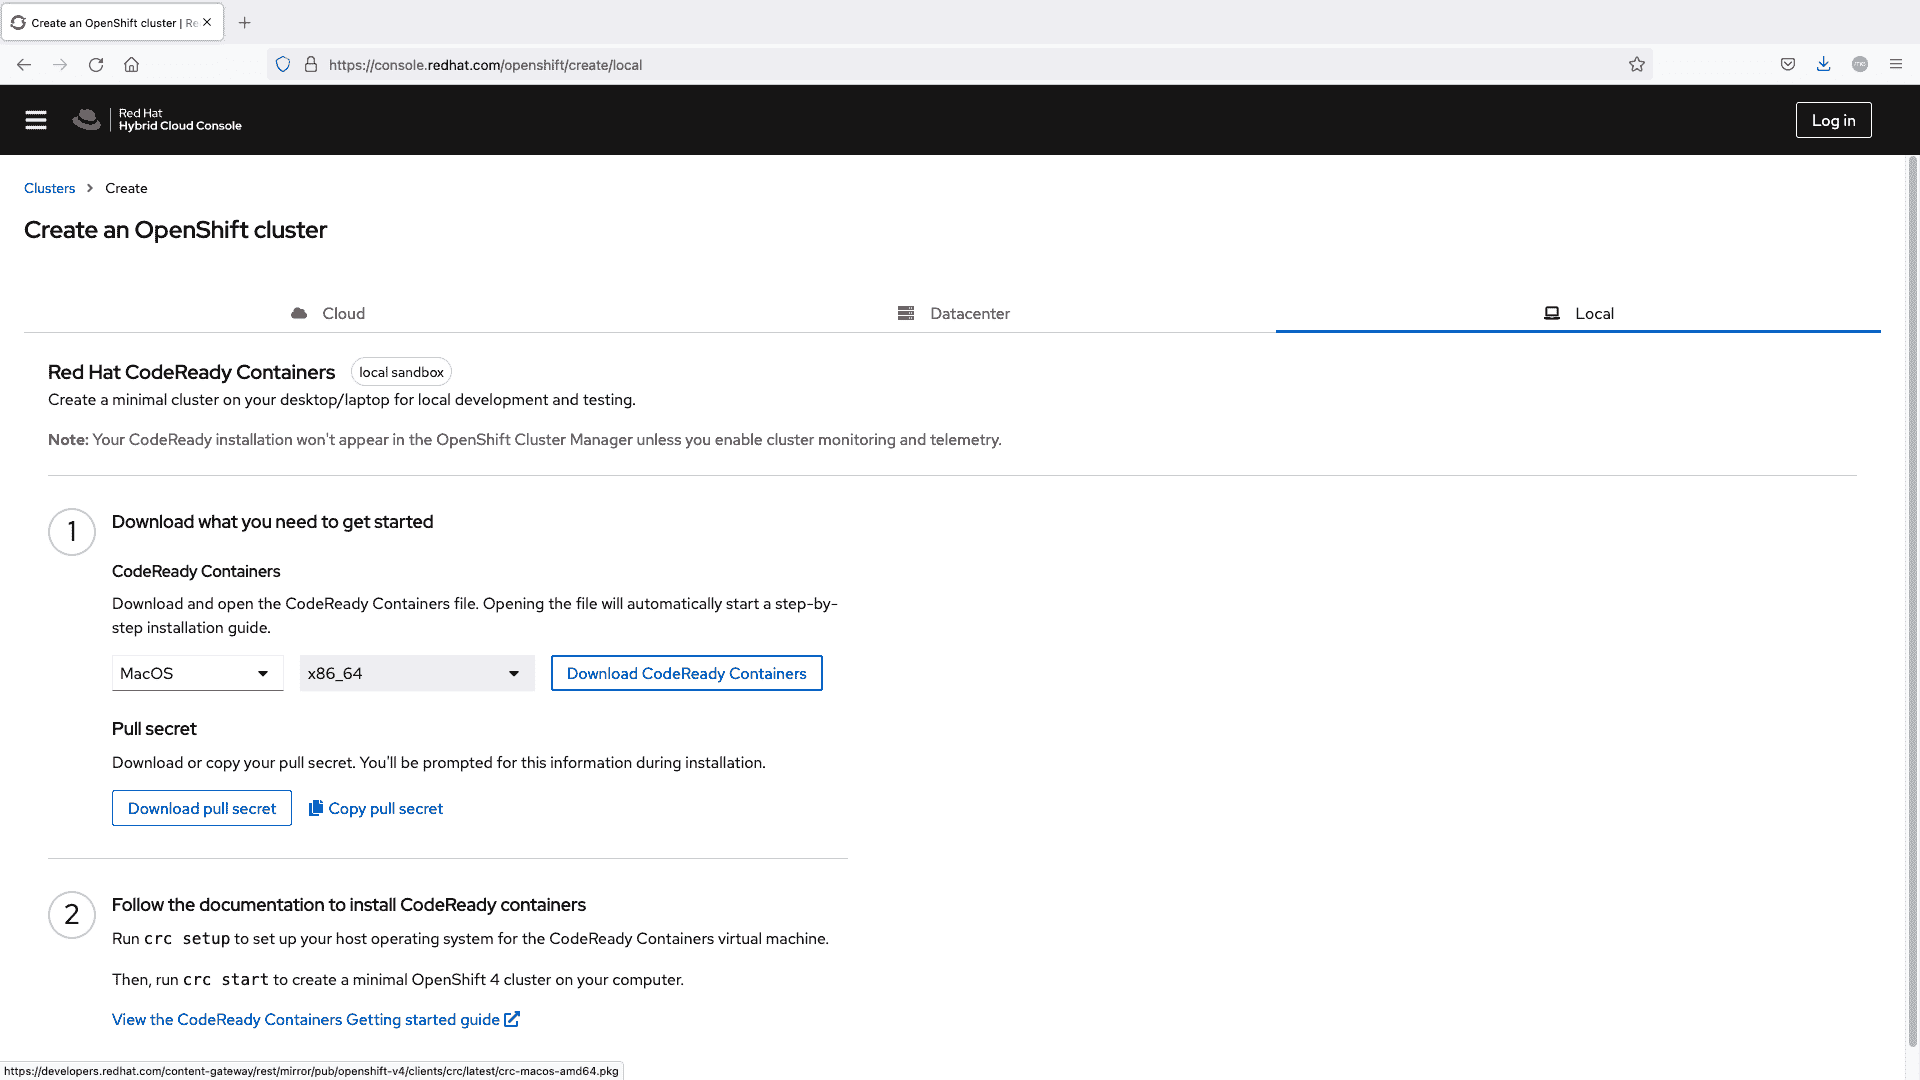 Create an OpenShift cluster | Re
https://console.redhat.com/openshift/create/local
Red Hat
Hybrid Cloud Console
Log in
Clusters > Create
Create an OpenShift cluster
Cloud
Datacenter
Local
Red Hat CodeReady Containers
local sandbox
Create a minimal cluster on your desktop/laptop for local development and testing.
Note: Your CodeReady installation won't appear in the OpenShift Cluster Manager unless you enable cluster monitoring and telemetry.
1
Download what you need to get started
CodeReady Containers
Download and open the CodeReady Containers file. Opening the file will automatically start a step-by-
step installation guide.
MacOS
x86_64
Download CodeReady Containers
Pull secret
Download or copy your pull secret. You'll be prompted for this information during installation.
Download pull secret
Copy pull secret
2
Follow the documentation to install CodeReady containers
Run crc setup to set up your host operating system for the CodeReady Containers virtual machine.
Then, run crc start to create a minimal OpenShift 4 cluster on your computer.
View the CodeReady Containers Getting started guide
https://developers.redhat.com/content-gateway/rest/mirror/pub/openshift-v4/clients/crc/latest/crc-macos-amd64.pkg